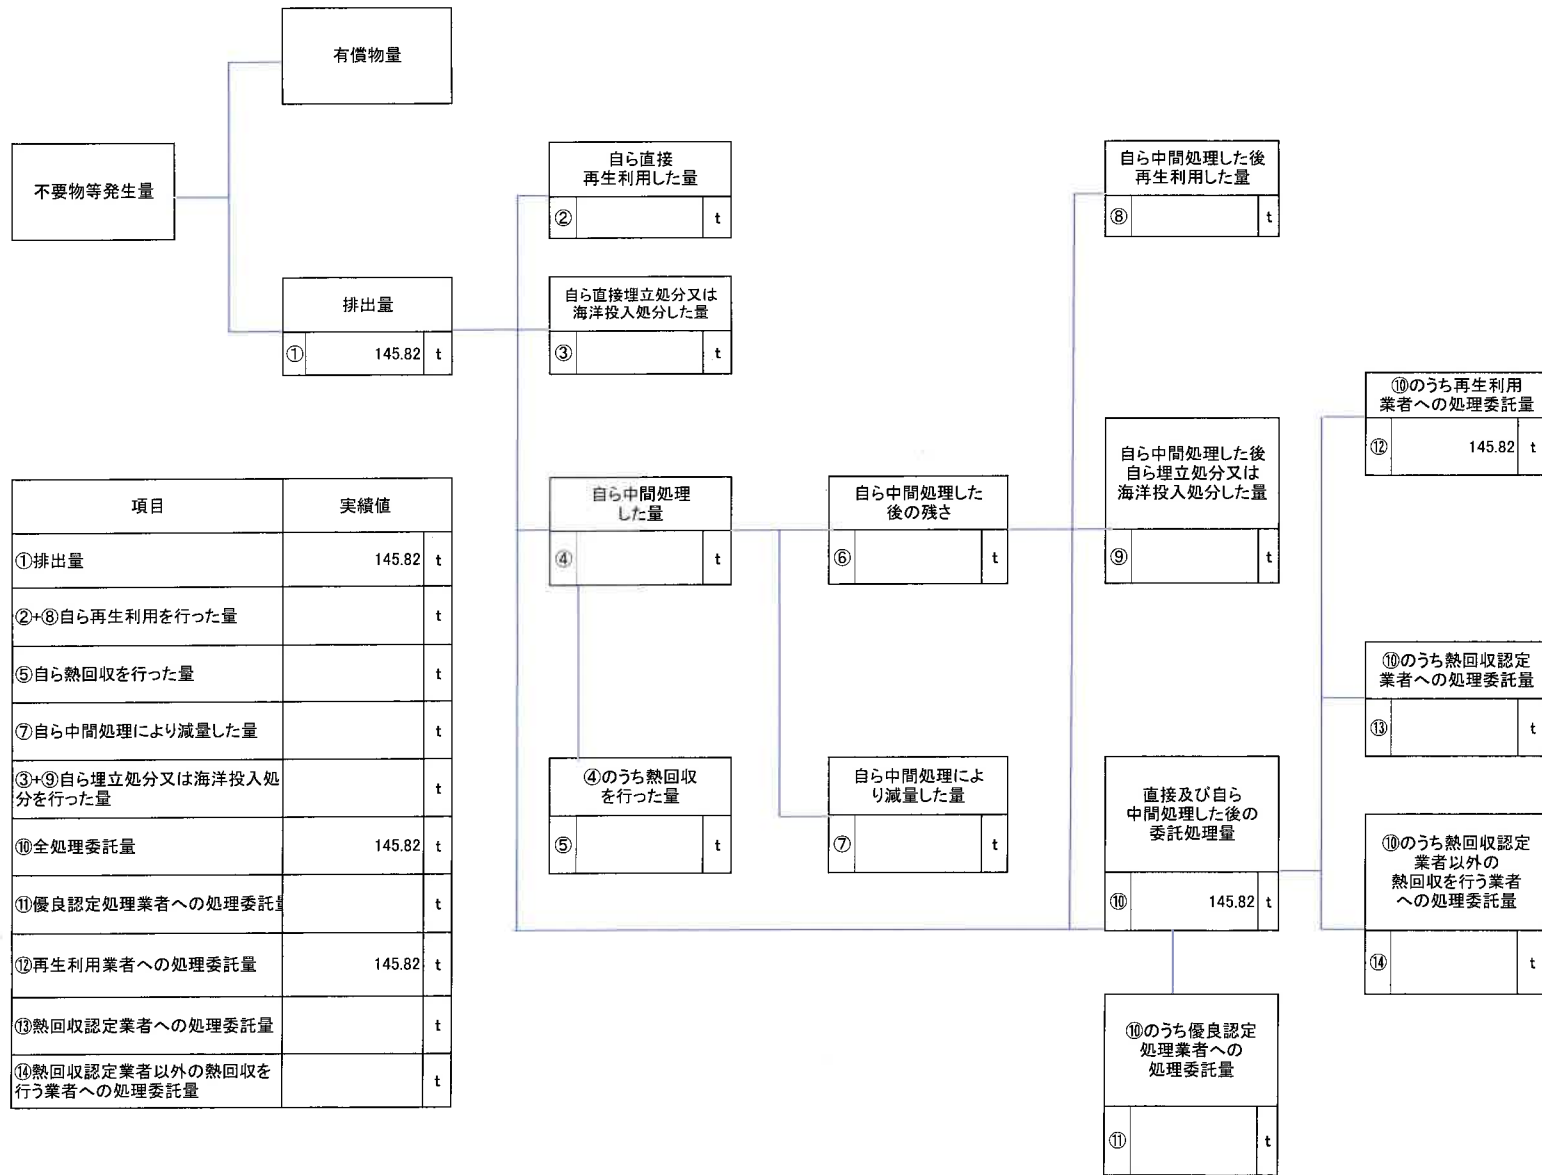 有償物量
不要物等発生量
排出量
① 145.82 t
自ら直接
再生利用した量
② t
自ら直接埋立処分又は
海洋投入処分した量
③ t
自ら中間処理
した量
④ t
④のうち熱回収
を行った量
⑤ t
自ら中間処理した
後の残さ
⑥ t
自ら中間処理によ
り減量した量
⑦ t
自ら中間処理した後
再生利用した量
⑧ t
自ら中間処理した後
自ら埋立処分又は
海洋投入処分した量
⑨ t
直接及び自ら
中間処理した後の
委託処理量
⑩ 145.82 t
⑩のうち優良認定
処理業者への
処理委託量
⑪ t
⑩のうち再生利用
業者への処理委託量
⑫ 145.82 t
⑩のうち熱回収認定
業者への処理委託量
⑬ t
⑩のうち熱回収認定
業者以外の
熱回収を行う業者
への処理委託量
⑭ t
項目 実績値
①排出量 145.82 t
②+⑧自ら再生利用を行った量 t
⑤自ら熱回収を行った量 t
⑦自ら中間処理により減量した量 t
③+⑨自ら埋立処分又は海洋投入処
分を行った量 t
⑩全処理委託量 145.82 t
⑪優良認定処理業者への処理委託 t
⑫再生利用業者への処理委託量 145.82 t
⑬熱回収認定業者への処理委託量 t
⑭熱回収認定業者以外の熱回収を
行う業者への処理委託量 t